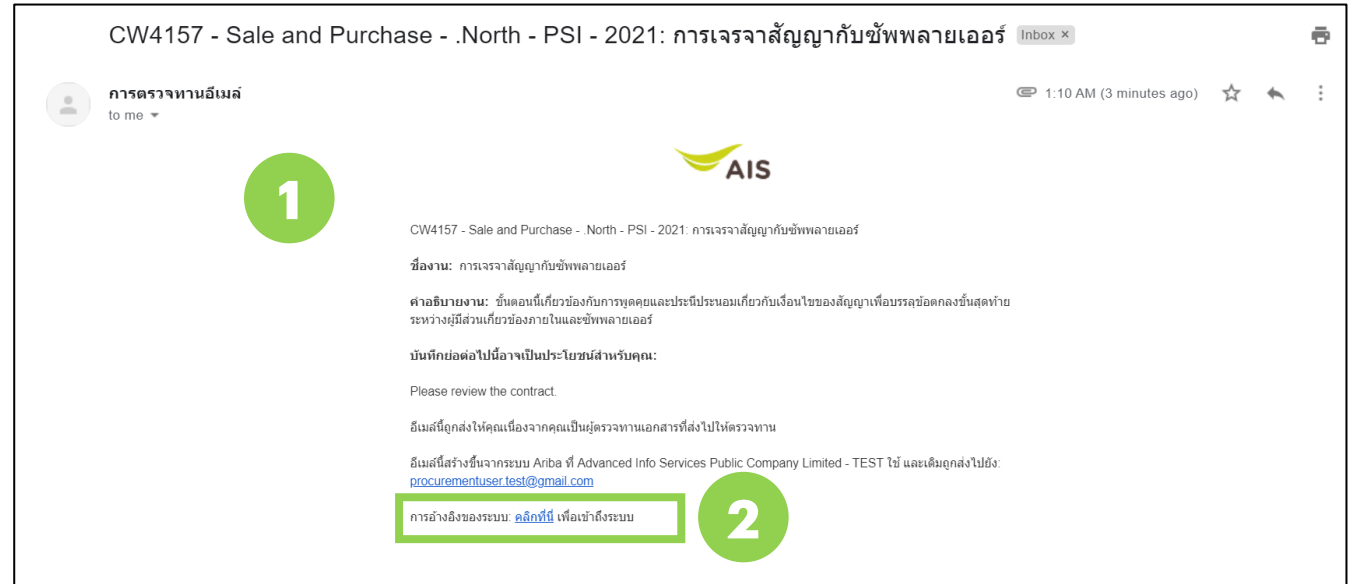 CW4157 - Sale and Purchase - .North - PSI - 2021: การเจรจาสัญญากับซัพพลายเออร์ Inbox ×
การตรวจทานอีเมล์
1:10 AM (3 minutes ago)
to me
AIS
1
CW4157 - Sale and Purchase - .North - PSI - 2021: การเจรจาสัญญากับซัพพลายเออร์
ชื่องาน: การเจรจาสัญญากับซัพพลายเออร์
คำอธิบายงาน: ขั้นตอนนี้เกี่ยวข้องกับการพูดคุยและประนีประนอมเกี่ยวกับเงื่อนไขของสัญญาเพื่อบรรลุข้อตกลงขั้นสุดท้าย
ระหว่างผู้มีส่วนเกี่ยวข้องภายในและซัพพลายเออร์
บันทึกย่อต่อไปนี้อาจเป็นประโยชน์สำหรับคุณ:
Please review the contract.
อีเมล์นี้ถูกส่งให้คุณเนื่องจากคุณเป็นผู้ตรวจทานเอกสารที่ส่งไปให้ตรวจทาน
อีเมล์นี้สร้างขึ้นจากระบบ Ariba ที่ Advanced Info Services Public Company Limited - TEST ใช้ และเดิมถูกส่งไปยัง:
procurementuser.test@gmail.com
การอ้างอิงของระบบ: คลิกที่นี่ เพื่อเข้าถึงระบบ
2